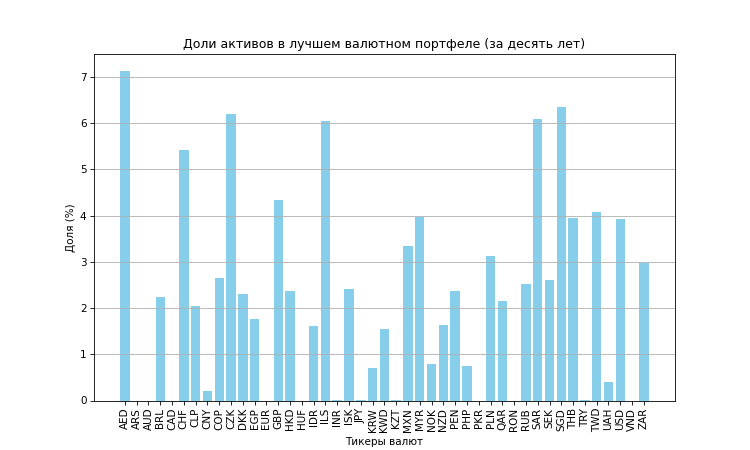 Доли активов в лучшем валютном портфеле (за десять лет)
Доля (%)
7
6
5
4
3
2
1
0
AED ARS AUD BRL CAD CHF CLP CNY COP CZK DKK EGP EUR GBP HKD HUF IDR ILS INR ISK JPY KRW KWD KZT MXN MYR NOK NZD PEN PHP PKR PLN QAR RON RUB SAR SEK SGD THB TRY TWD UAH USD VND ZAR
Тикеры валют